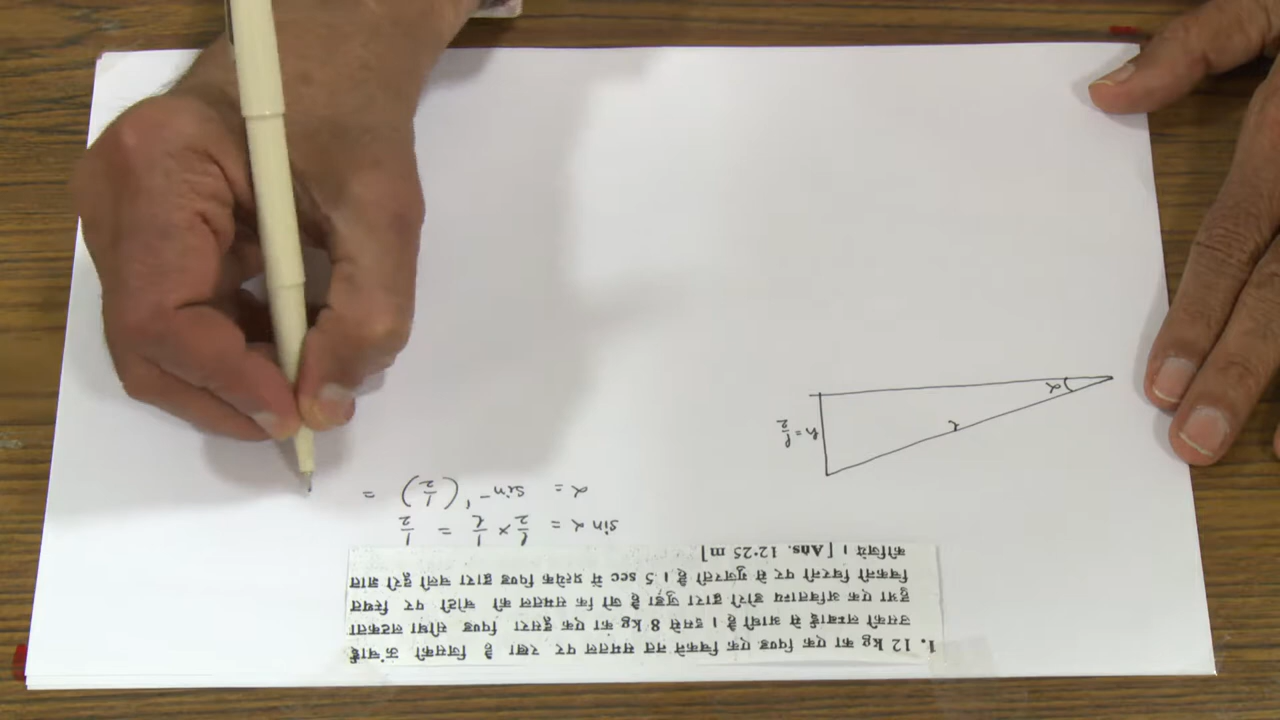 1. 12 kg का एक पिण्ड एक चिकने नत समतल पर रखा है जिसकी ऊंचाई
उसकी लम्बाई से आधी है। इससे 8 kg का एक दूसरा पिण्ड सीधा लटकता
हुआ एक अवितान्य डोरी द्वारा जुड़ा है जो कि समतल की चोटी पर स्थित
चिकनी घिरनी पर से गुजरती है। 5 sec में प्रत्येक पिण्ड द्वारा चली दूरी ज्ञात
कीजिये। [Ans. 12·25 m]
sin α = l/2 × 1/l = 1/2
α = sin⁻¹(1/2) =
h = l/2
l
α